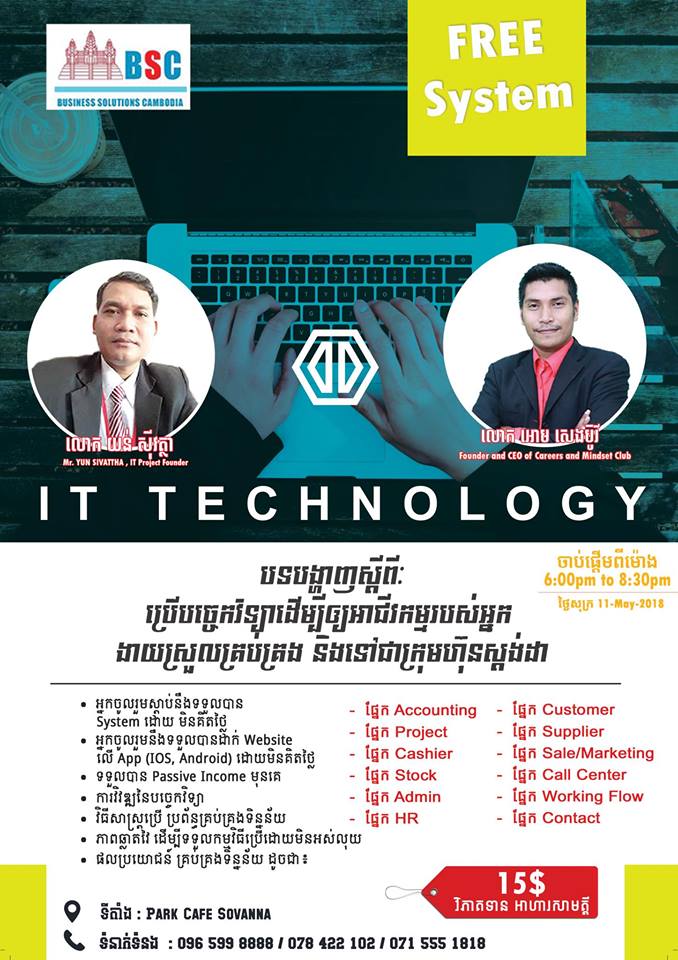 BSC
BUSINESS SOLUTIONS CAMBODIA
FREE
System
លោក យន់ ស៊ីវត្ថា
Mr. YUN SIVATTHA , IT Project Founder
លោក អោម សេងប៊ូរី
Founder and CEO of Careers and Mindset Club
IT TECHNOLOGY
បទបង្ហាញស្តីពីៈ
ប្រើបច្ចេកវិទ្យាដើម្បីឲ្យអាជីវកម្មរបស់អ្នក
ងាយស្រួលគ្រប់គ្រង និងទៅជាក្រុមហ៊ុនស្តង់ដា
ចាប់ផ្តើមពីម៉ោង
6:00pm to 8:30pm
ថ្ងៃសុក្រ 11-May-2018
• អ្នកចូលរួមស្តាប់នឹងទទួលបាន
System ដោយ មិនគិតថ្លៃ
• អ្នកចូលរួមនឹងទទួលបានដាក់ Website
លើ App (IOS, Android) ដោយមិនគិតថ្លៃ
• ទទួលបាន Passive Income មុនគេ
• ការវិវឌ្ឍនៃបច្ចេកវិទ្យា
• វិធីសាស្ត្រប្រើ ប្រព័ន្ធគ្រប់គ្រងទិន្នន័យ
• ភាពឆ្លាតវៃ ដើម្បីទទួលកម្មវិធីប្រើដោយមិនអស់លុយ
• ផលប្រយោជន៍ គ្រប់គ្រងទិន្នន័យ ដូចជា៖
- ផ្នែក Accounting
- ផ្នែក Project
- ផ្នែក Cashier
- ផ្នែក Stock
- ផ្នែក Admin
- ផ្នែក HR
- ផ្នែក Customer
- ផ្នែក Supplier
- ផ្នែក Sale/Marketing
- ផ្នែក Call Center
- ផ្នែក Working Flow
- ផ្នែក Contact
15$
វិភាគទាន អាហារសាមគ្គី
ទីតាំង : PARK CAFE SOVANNA
ទំនាក់ទំនង : 096 599 8888 / 078 422 102 / 071 555 1818